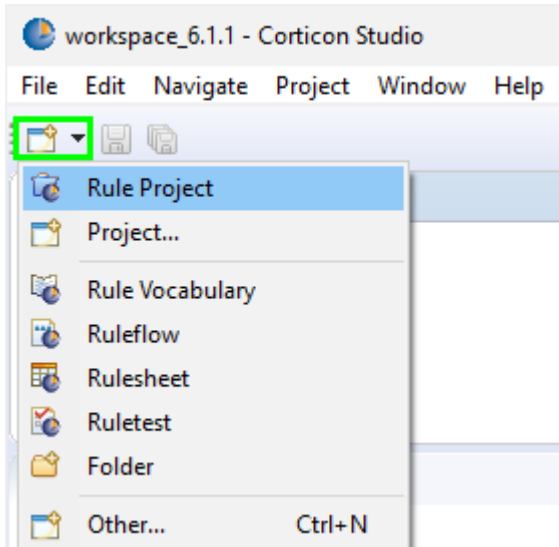 workspace_6.1.1 - Corticon Studio
File Edit Navigate Project Window Help
Rule Project
Project...
Rule Vocabulary
Ruleflow
Rulesheet
Ruletest
Folder
Other... Ctrl+N